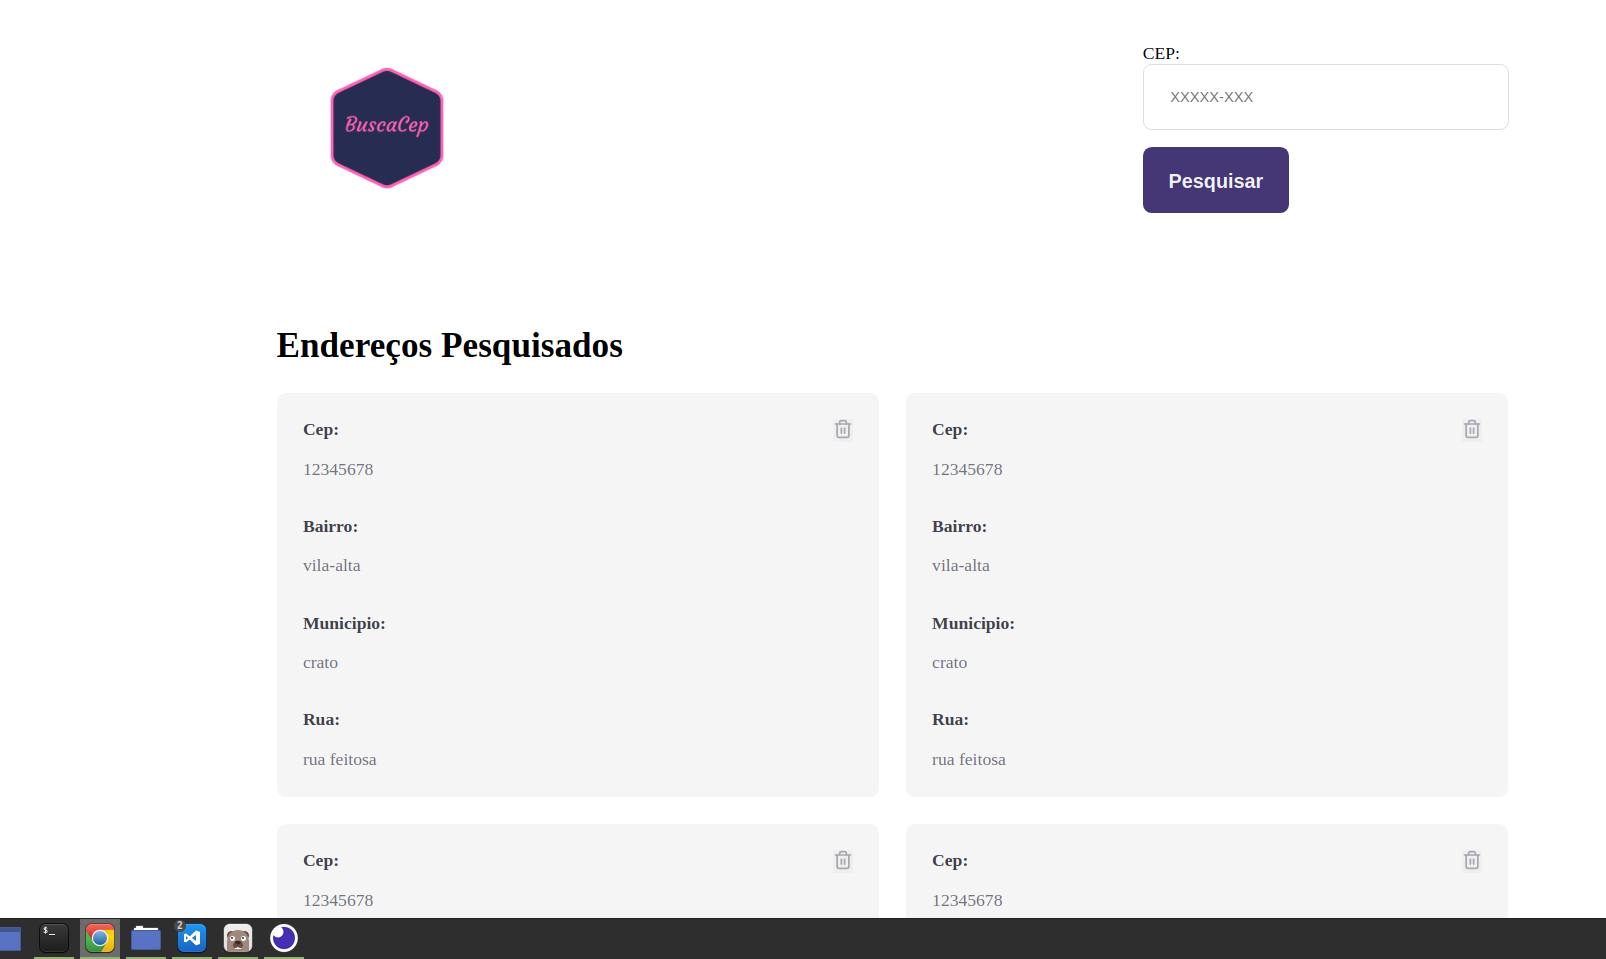 BuscaCep
CEP:
XXXXX-XXX
Pesquisar
Endereços Pesquisados
Cep:
12345678
Bairro:
vila-alta
Municipio:
crato
Rua:
rua feitosa
Cep:
12345678
Bairro:
vila-alta
Municipio:
crato
Rua:
rua feitosa
Cep:
12345678
Cep:
12345678
$_
2